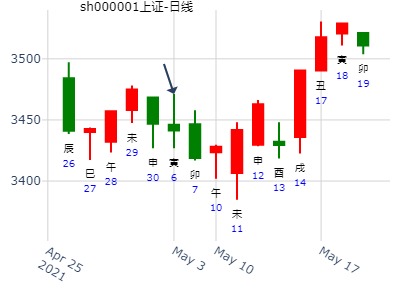 sh000001上证-日线
3500
3450
3400
辰
26
巳
27
午
28
未
29
申
30
寅
6
卯
7
午
10
未
11
申
12
酉
13
戌
14
丑
17
寅
18
卯
19
Apr 25
2021
May 3
May 10
May 17